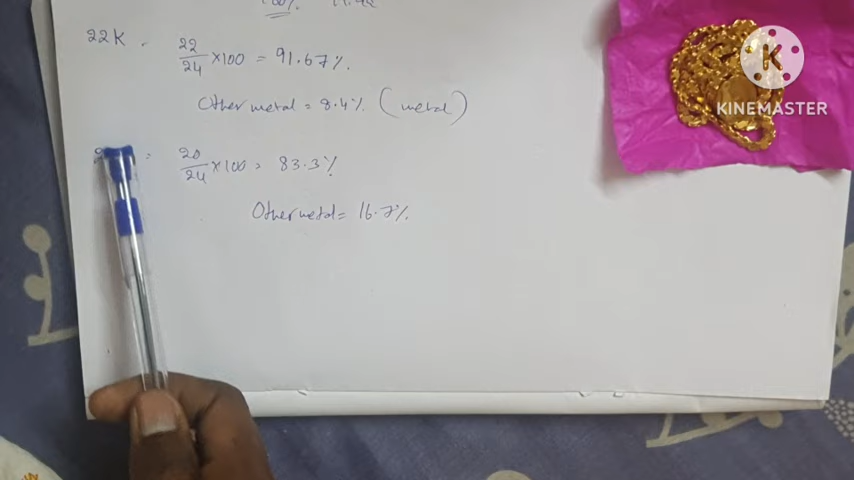 22K - 22/24 ×100 = 91.67%.
Other metal = 8.4% (metal)
= 20/24 ×100 = 83.3%
Other metal = 16.7%.
K
KINEMASTER